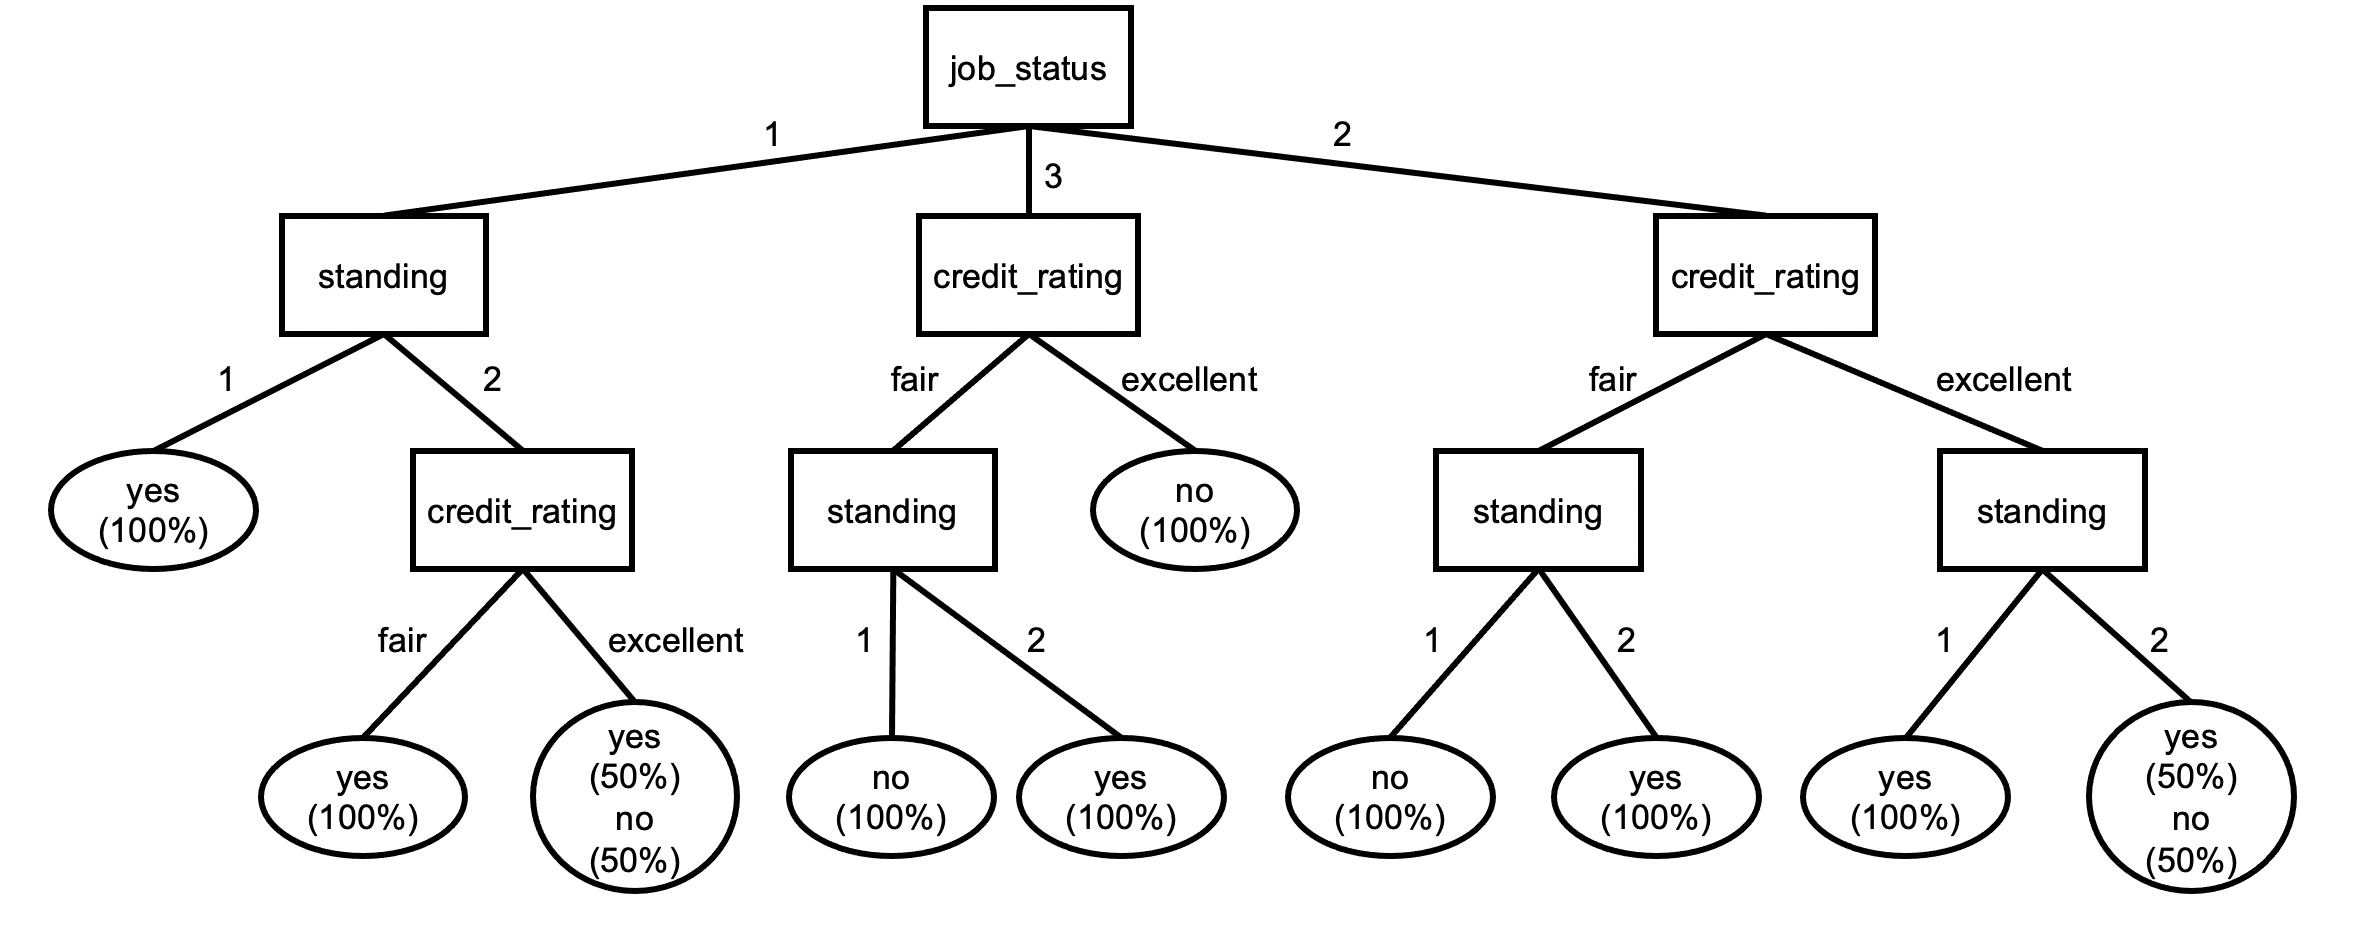 job_status
1
3
2
standing
credit_rating
credit_rating
1
2
fair
excellent
fair
excellent
yes
(100%)
credit_rating
standing
no
(100%)
standing
standing
fair
excellent
1
2
1
2
1
2
yes
(100%)
yes
(50%)
no
(50%)
no
(100%)
yes
(100%)
no
(100%)
yes
(100%)
yes
(100%)
yes
(50%)
no
(50%)